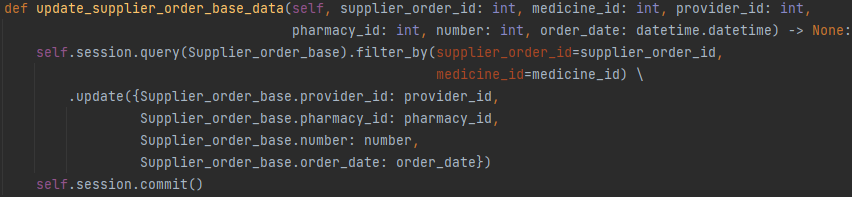 def update_supplier_order_base_data(self, supplier_order_id: int, medicine_id: int, provider_id: int,
                                    pharmacy_id: int, number: int, order_date: datetime.datetime) -> None:
    self.session.query(Supplier_order_base).filter_by(supplier_order_id=supplier_order_id,
                                                      medicine_id=medicine_id) \
        .update({Supplier_order_base.provider_id: provider_id,
                 Supplier_order_base.pharmacy_id: pharmacy_id,
                 Supplier_order_base.number: number,
                 Supplier_order_base.order_date: order_date})
    self.session.commit()